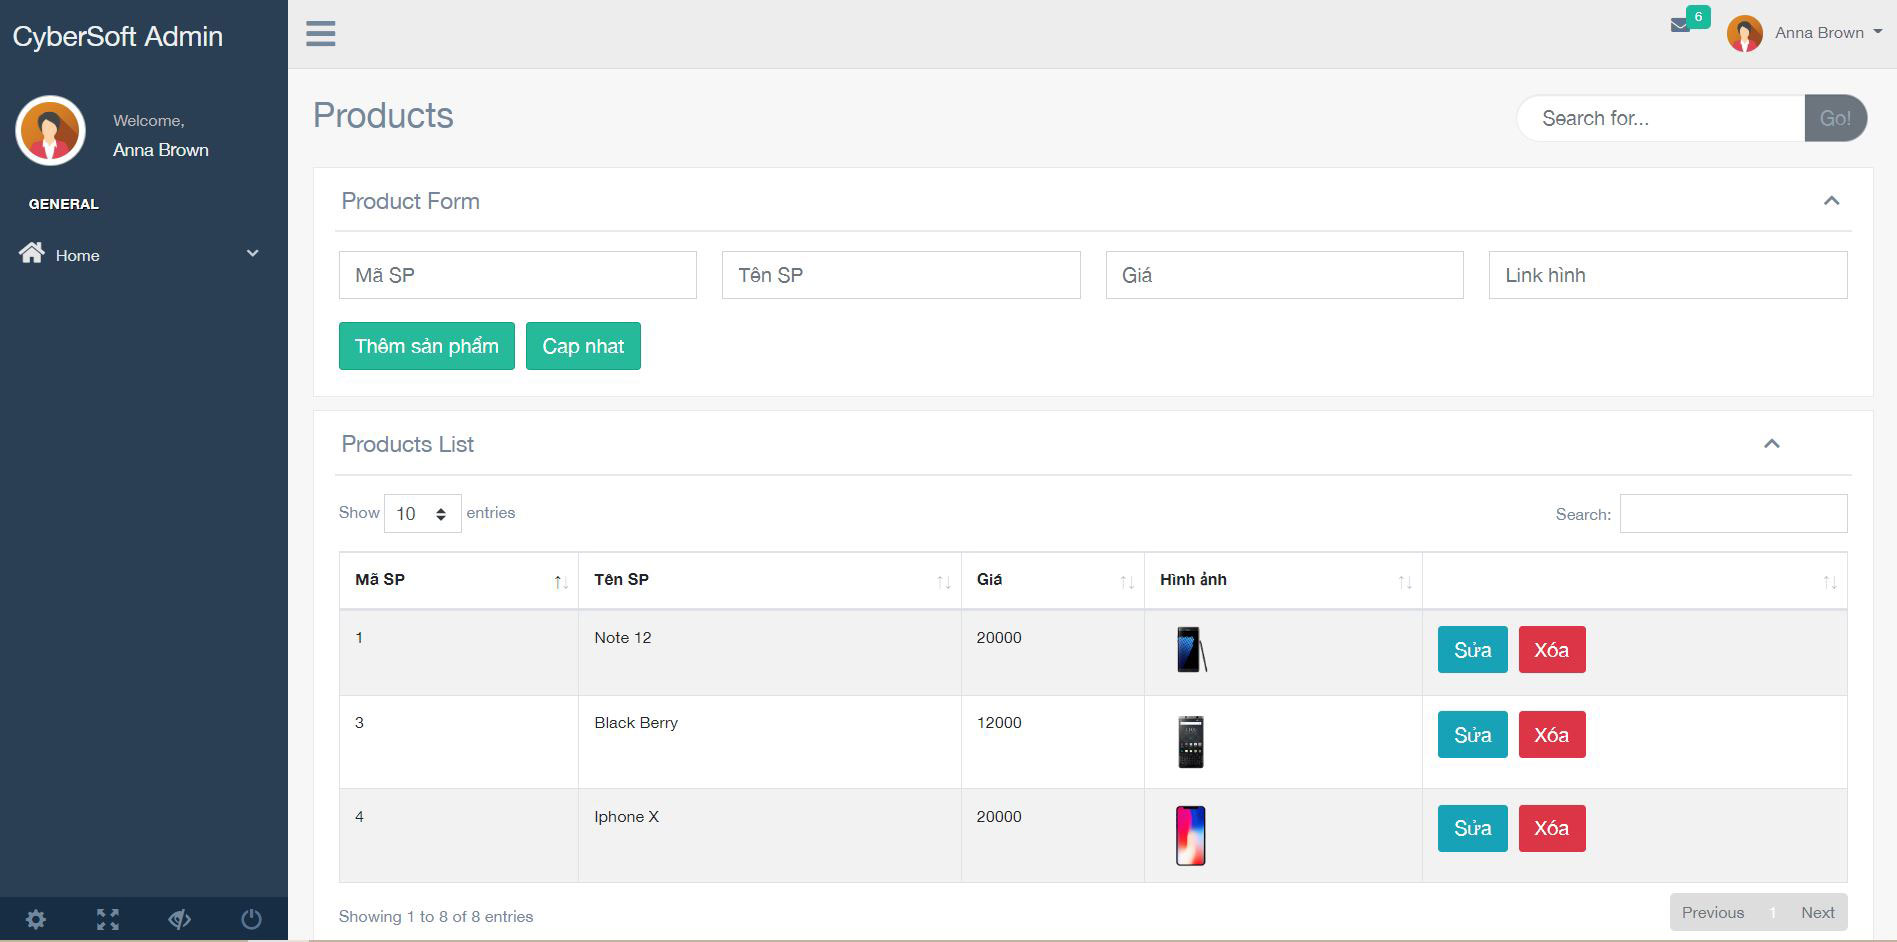 CyberSoft Admin
6
Anna Brown
Welcome,
Anna Brown
GENERAL
Home
Products
Search for...
Go!
Product Form
Mã SP
Tên SP
Giá
Link hình
Thêm sản phẩm
Cap nhat
Products List
Show 10 entries
Search:
Mã SP Tên SP Giá Hình ảnh
1 Note 12 20000 Sửa Xóa
3 Black Berry 12000 Sửa Xóa
4 Iphone X 20000 Sửa Xóa
Showing 1 to 8 of 8 entries
Previous 1 Next